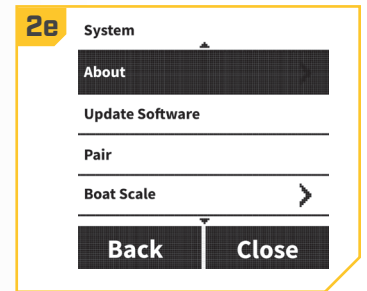 2e
System
About
Update Software
Pair
Boat Scale
Back Close